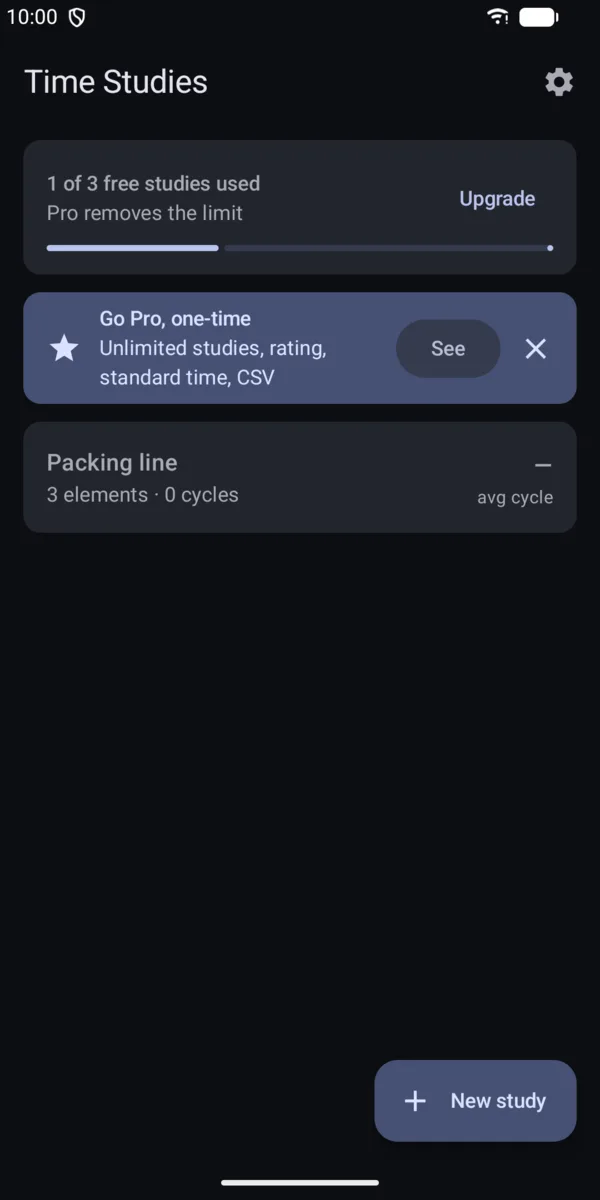 10:00
Time Studies
1 of 3 free studies used
Pro removes the limit
Upgrade
Go Pro, one-time
Unlimited studies, rating,
standard time, CSV
See
Packing line
3 elements · 0 cycles
–
avg cycle
New study